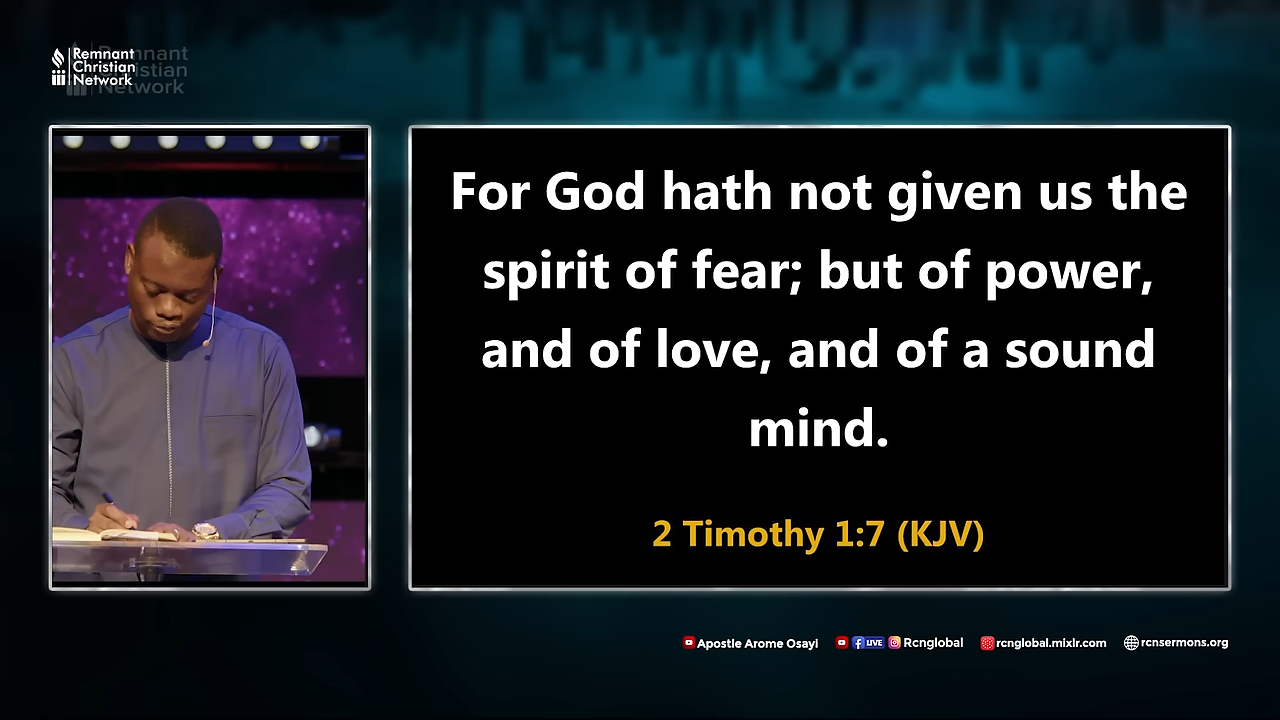 Remnant
Christian
Network
For God hath not given us the
spirit of fear; but of power,
and of love, and of a sound
mind.
2 Timothy 1:7 (KJV)
Apostle Arome Osayi
LIVE
Rcnglobal
rcnglobal.mixlr.com
rcnsermons.org